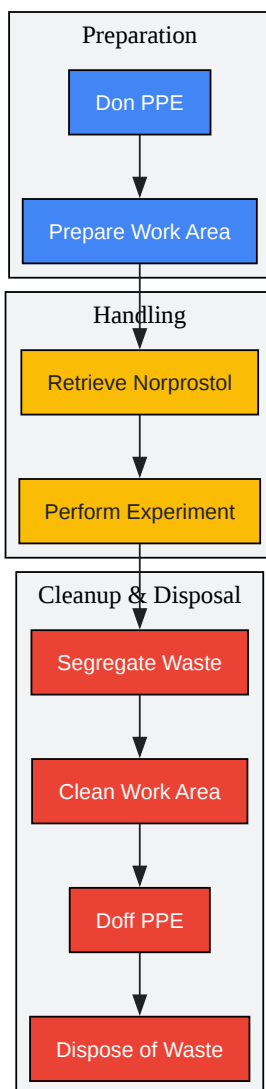 Preparation
Don PPE
Prepare Work Area
Handling
Retrieve Norprostol
Perform Experiment
Cleanup & Disposal
Segregate Waste
Clean Work Area
Doff PPE
Dispose of Waste